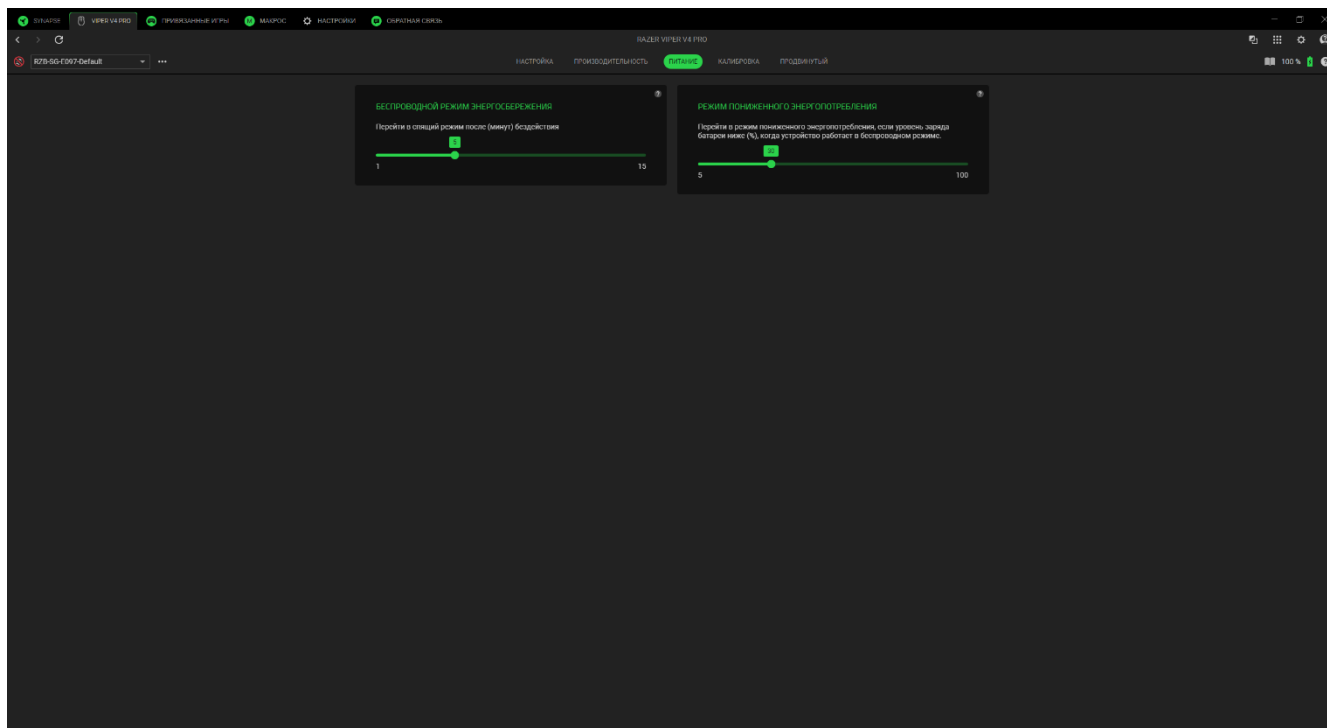 SYNAPSE
VIPER V4 PRO
ПРИВЯЗАННЫЕ ИГРЫ
МАКРОС
НАСТРОЙКИ
ОБРАТНАЯ СВЯЗЬ
RAZER VIPER V4 PRO
RZB-SG-E097-Default
НАСТРОЙКА
ПРОИЗВОДИТЕЛЬНОСТЬ
ПИТАНИЕ
КАЛИБРОВКА
ПРОДВИНУТЫЙ
100 %
БЕСПРОВОДНОЙ РЕЖИМ ЭНЕРГОСБЕРЕЖЕНИЯ
Перейти в спящий режим после (минут) бездействия
5
1
15
РЕЖИМ ПОНИЖЕННОГО ЭНЕРГОПОТРЕБЛЕНИЯ
Перейти в режим пониженного энергопотребления, если уровень заряда
батареи ниже (%), когда устройство работает в беспроводном режиме.
30
5
100